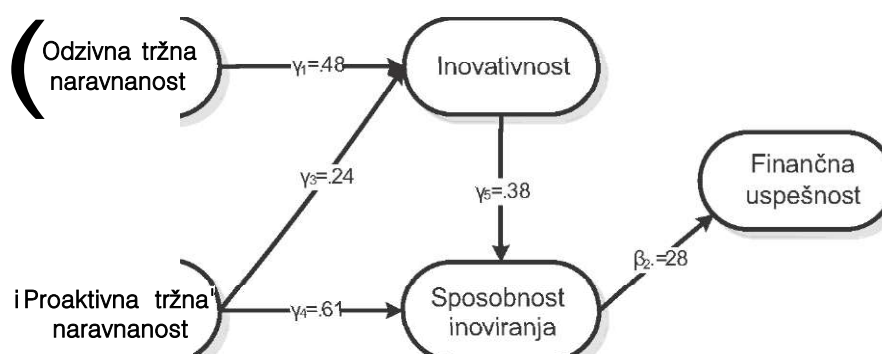 Odzivna tržna
naravnanost
γ₁=.48
Inovativnost
γ₃=.24
γ₅=.38
Finančna
uspešnost
β₂.=28
iProaktivna tržna
naravnanost
γ₄=.61
Sposobnost
inoviranja